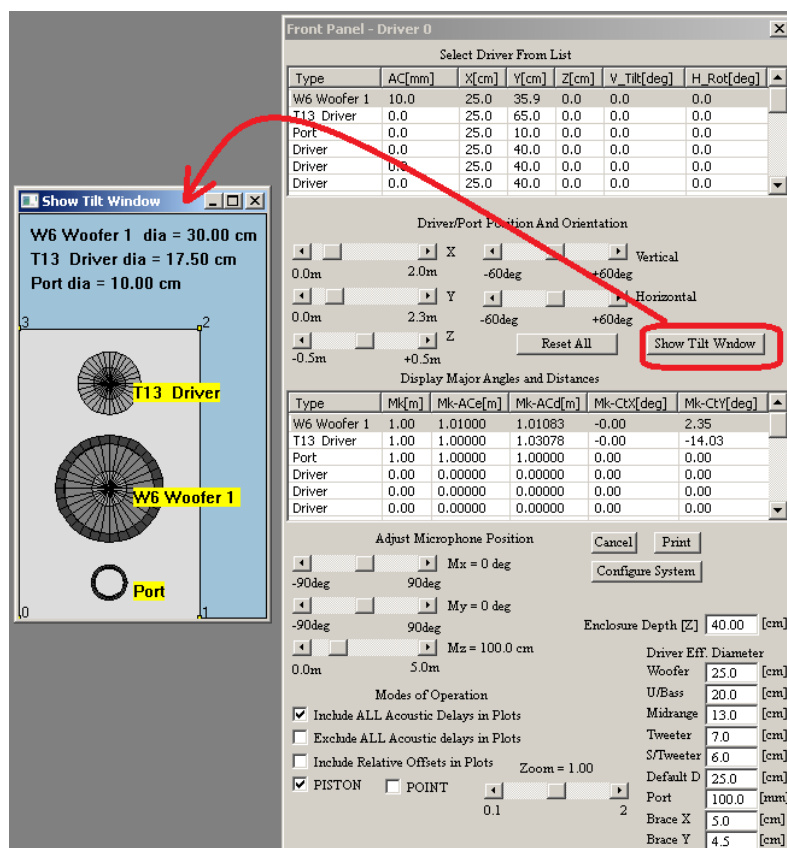 Front Panel - Driver 0
Select Driver From List
Type AC[mm] X[cm] Y[cm] Z[cm] V_Tilt[deg] H_Rot[deg]
W6 Woofer 1 10.0 25.0 35.9 0.0 0.0 0.0
T13 Driver 0.0 25.0 65.0 0.0 0.0 0.0
Port 0.0 25.0 10.0 0.0 0.0 0.0
Driver 0.0 25.0 40.0 0.0 0.0 0.0
Driver 0.0 25.0 40.0 0.0 0.0 0.0
Driver 0.0 25.0 40.0 0.0 0.0 0.0
Show Tilt Window
W6 Woofer 1 dia = 30.00 cm
T13 Driver dia = 17.50 cm
Port dia = 10.00 cm
3 2
T13 Driver
W6 Woofer 1
Port
0 1
Driver/Port Position And Orientation
X Vertical
0.0m 2.0m -60deg +60deg
Y Horizontal
0.0m 2.3m -60deg +60deg
Z Reset All Show Tilt Wndow
-0.5m +0.5m
Display Major Angles and Distances
Type Mk[m] Mk-ACe[m] Mk-ACd[m] Mk-CtX[deg] Mk-CtY[deg]
W6 Woofer 1 1.00 1.01000 1.01083 -0.00 2.35
T13 Driver 1.00 1.00000 1.03078 -0.00 -14.03
Port 1.00 1.00000 1.00000 0.00 0.00
Driver 0.00 0.00000 0.00000 0.00 0.00
Driver 0.00 0.00000 0.00000 0.00 0.00
Driver 0.00 0.00000 0.00000 0.00 0.00
Adjust Microphone Position Cancel Print
Mx = 0 deg Configure System
-90deg 90deg
My = 0 deg
-90deg 90deg
Enclosure Depth [Z] 40.00 [cm]
Mz = 100.0 cm
0.0m 5.0m
Driver Eff. Diameter
Woofer 25.0 [cm]
U/Bass 20.0 [cm]
Midrange 13.0 [cm]
Tweeter 7.0 [cm]
S/Tweeter 6.0 [cm]
Default D 25.0 [cm]
Port 100.0 [mm]
Brace X 5.0 [cm]
Brace Y 4.5 [cm]
Modes of Operation
Include ALL Acoustic Delays in Plots
Exclude ALL Acoustic delays in Plots
Include Relative Offsets in Plots
PISTON POINT
Zoom = 1.00
0.1 2